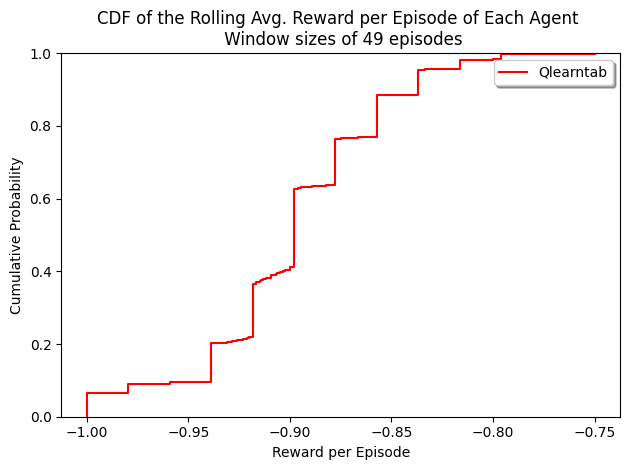 CDF of the Rolling Avg. Reward per Episode of Each Agent
Window sizes of 49 episodes
Qlearntab
Cumulative Probability
1.0
0.8
0.6
0.4
0.2
0.0
−1.00 −0.95 −0.90 −0.85 −0.80 −0.75
Reward per Episode